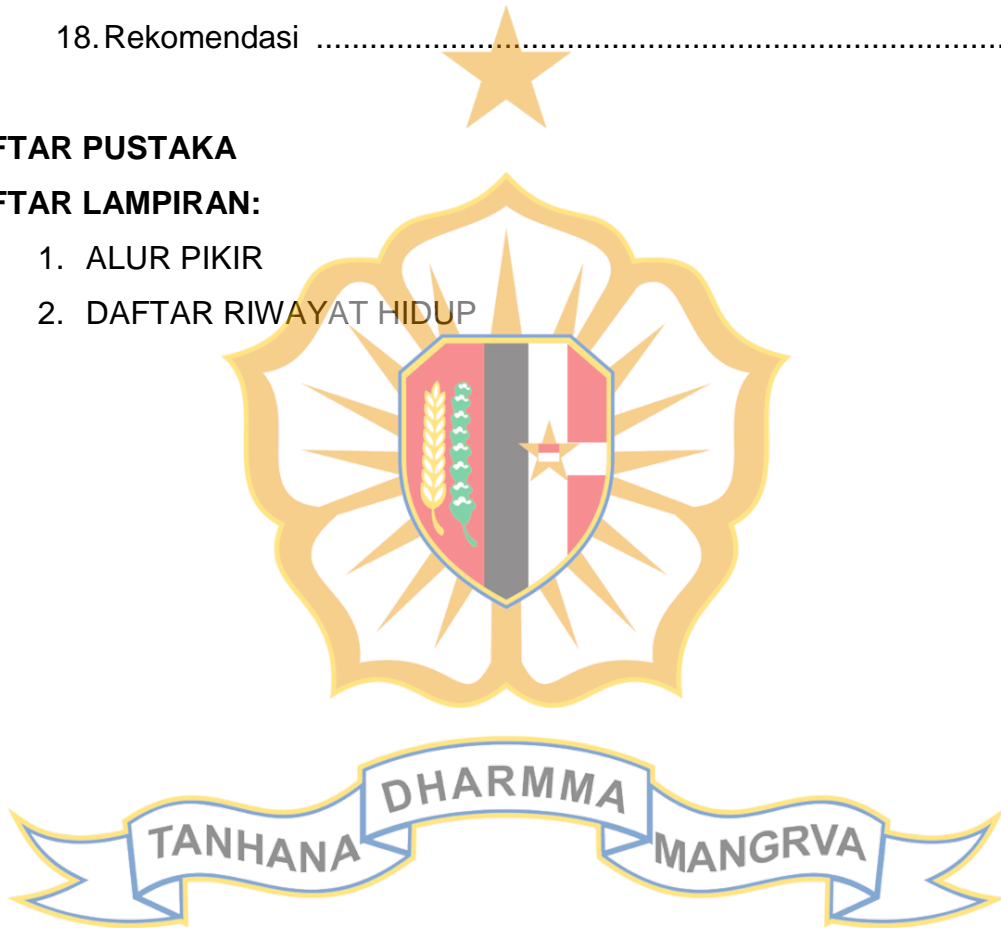 18. Rekomendasi ................................................................................
FTAR PUSTAKA
FTAR LAMPIRAN:
1. ALUR PIKIR
2. DAFTAR RIWAYAT HIDUP
TANHANA DHARMMA MANGRVA